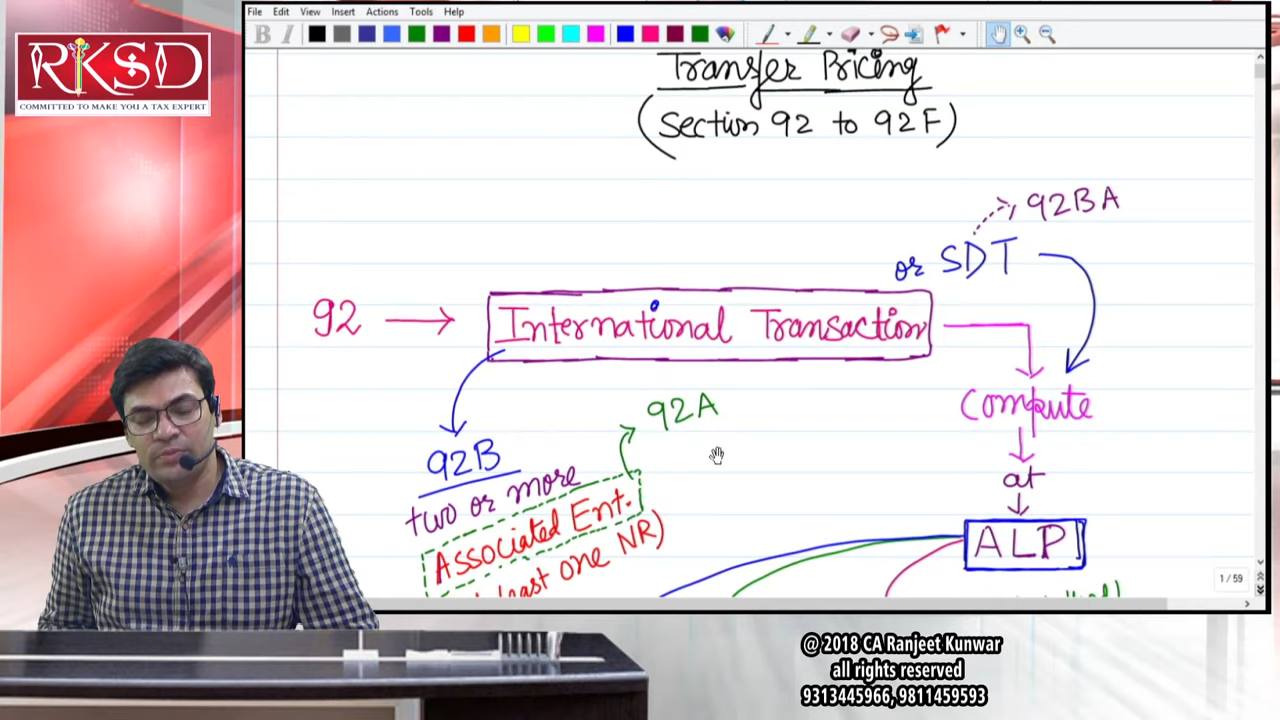 File Edit View Insert Actions Tools Help
RKSD
COMMITTED TO MAKE YOU A TAX EXPERT
B I
Transfer Pricing
(Section 92 to 92F)
92BA
or SDT
92 → International Transaction
92A
compute
92B
at
two or more
Associated Ent.
least one NR)
ALP
1 / 59
@ 2018 CA Ranjeet Kunwar
all rights reserved
9313445966, 9811459593